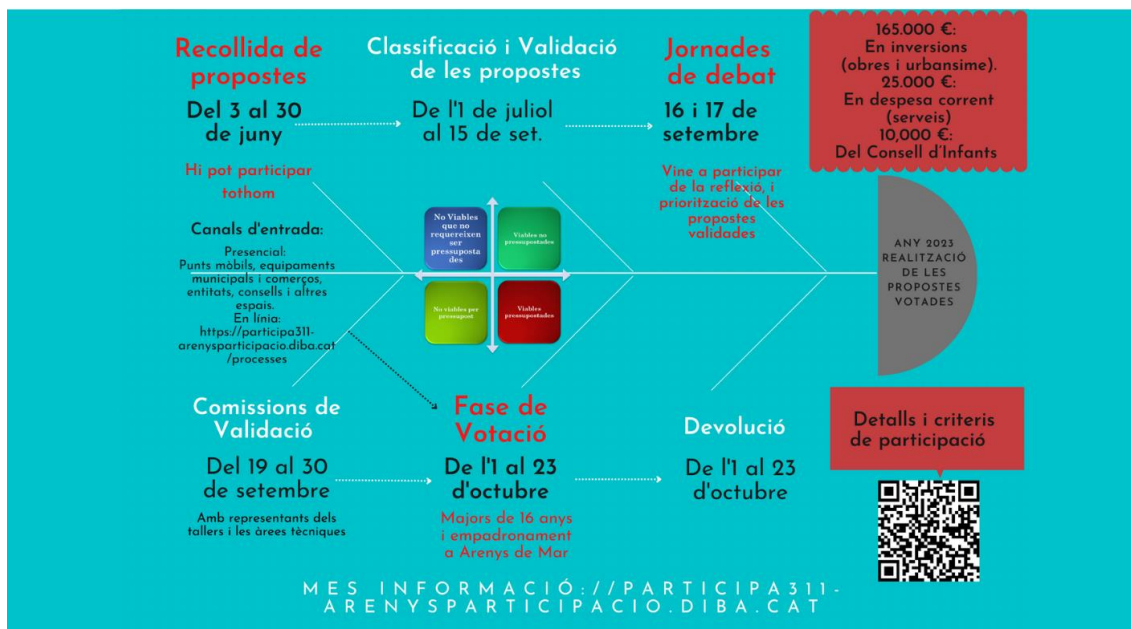 Recollida de
propostes
Del 3 al 30
de juny
Hi pot participar
tothom
Canals d'entrada:
Presencial:
Punts mòbils, equipaments
municipals i comerços,
entitats, consells i altres
espais.
En línia:
https://participa311-
arenysparticipacio.diba.cat
/processes
Classificació i Validació
de les propostes
De l'1 de juliol
al 15 de set.
No Viables
que no
requereixen
ser
pressuposta
des
Viables no
pressupostades
No viables per
pressupost
Viables
pressupostades
Jornades
de debat
16 i 17 de
setembre
Vine a participar
de la reflexió, i
priorització de les
propostes
validades
165.000 €:
En inversions
(obres i urbansime).
25.000 €:
En despesa corrent
(serveis)
10,000 €:
Del Consell d'Infants
ANY 2023
REALITZACIÓ
DE LES
PROPOSTES
VOTADES
Comissions de
Validació
Del 19 al 30
de setembre
Amb representants dels
tallers i les àrees tècniques
Fase de
Votació
De l'1 al 23
d'octubre
Majors de 16 anys
i empadronament
a Arenys de Mar
Devolució
De l'1 al 23
d'octubre
Detalls i criteris
de participació
MES INFORMACIÓ://PARTICIPA311-
ARENYSPARTICIPACIO.DIBA.CAT